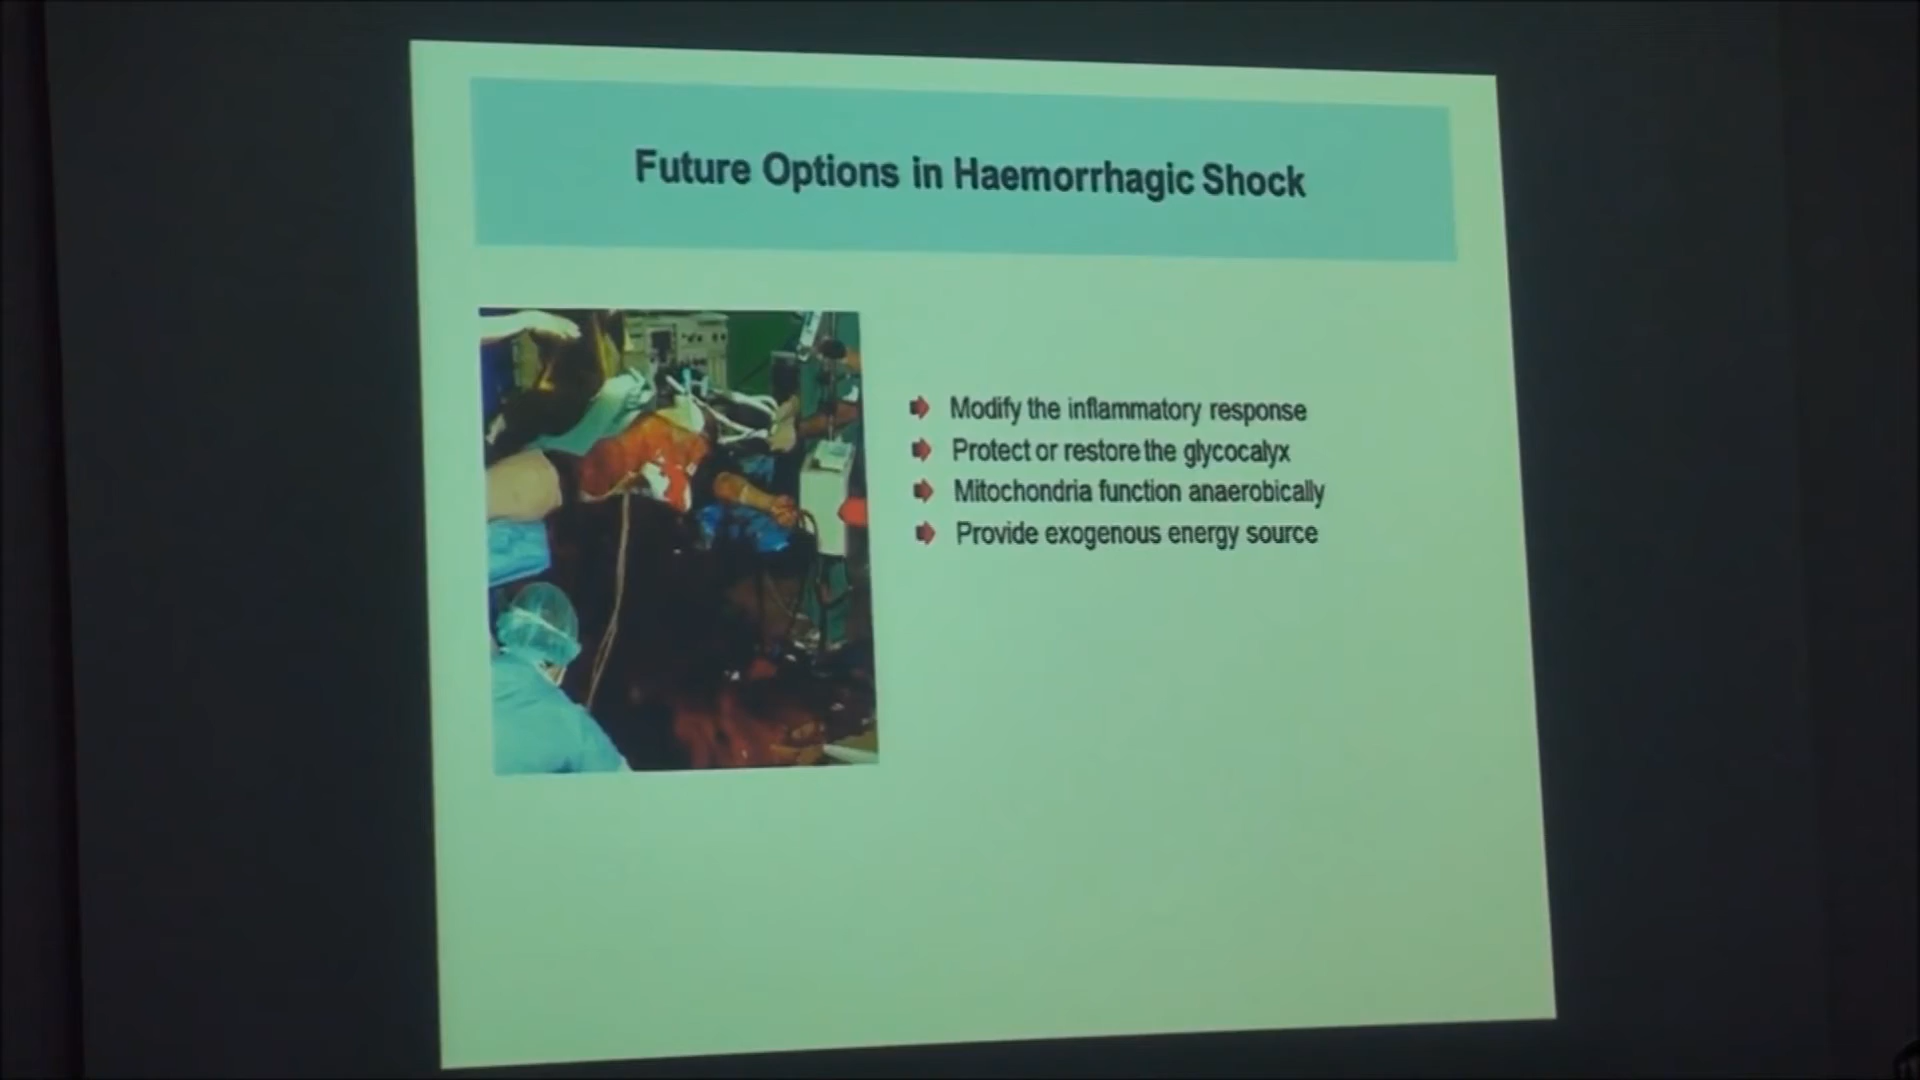 Future Options in Haemorrhagic Shock
Modify the inflammatory response
Protect or restore the glycocalyx
Mitochondria function anaerobically
Provide exogenous energy source